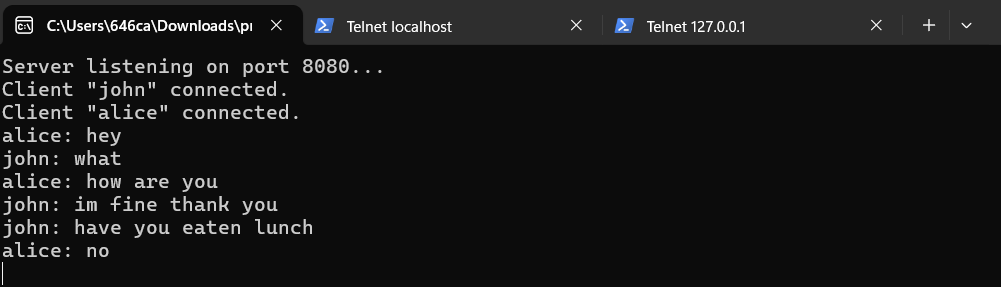 C:\Users\646ca\Downloads\pr
Telnet localhost
Telnet 127.0.0.1
Server listening on port 8080...
Client "john" connected.
Client "alice" connected.
alice: hey
john: what
alice: how are you
john: im fine thank you
john: have you eaten lunch
alice: no